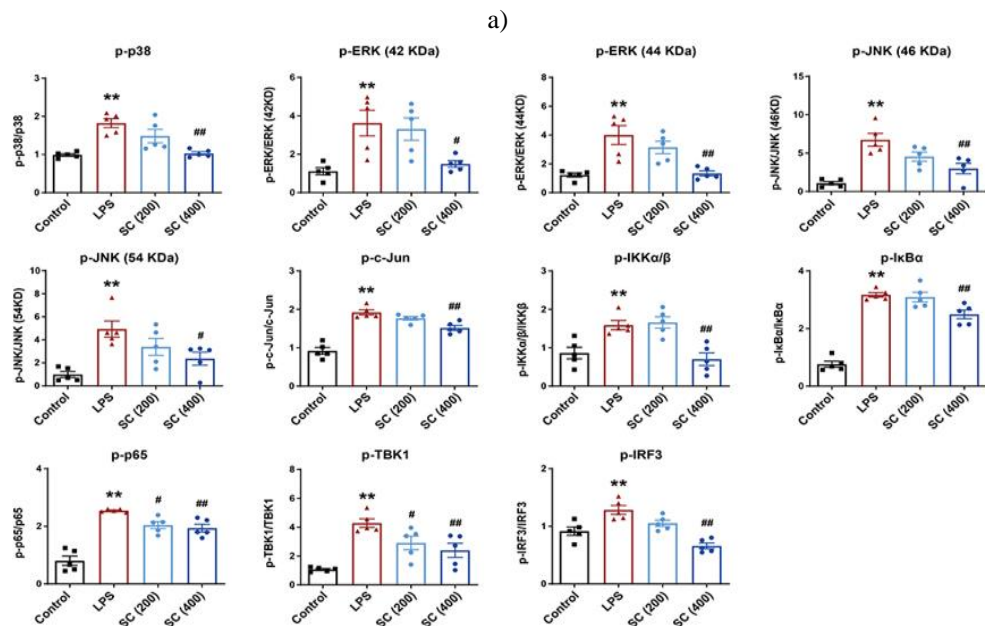 a)
p-p38
p-p38/p38
2
1
0
**
##
Control
LPS
SC (200)
SC (400)
p-ERK (42 KDa)
p-ERK/ERK (42KD)
6
4
2
0
**
#
Control
LPS
SC (200)
SC (400)
p-ERK (44 KDa)
p-ERK/ERK (44KD)
8
6
4
2
0
**
##
Control
LPS
SC (200)
SC (400)
p-JNK (46 KDa)
p-JNK/JNK (46KD)
15
10
5
0
**
##
Control
LPS
SC (200)
SC (400)
p-JNK (54 KDa)
p-JNK/JNK (54KD)
10
8
6
4
2
0
**
#
Control
LPS
SC (200)
SC (400)
p-c-Jun
p-c-Jun/c-Jun
3
2
1
0
**
##
Control
LPS
SC (200)
SC (400)
p-IKKα/β
p-IKKα/β/IKKβ
3
2
1
0
**
##
Control
LPS
SC (200)
SC (400)
p-IκBα
p-IκBα/IκBα
4
2
0
**
##
Control
LPS
SC (200)
SC (400)
p-p65
p-p65/p65
4
2
0
**
#
##
Control
LPS
SC (200)
SC (400)
p-TBK1
p-TBK1/TBK1
8
6
4
2
0
**
#
##
Control
LPS
SC (200)
SC (400)
p-IRF3
p-IRF3/IRF3
2
1
0
**
##
Control
LPS
SC (200)
SC (400)